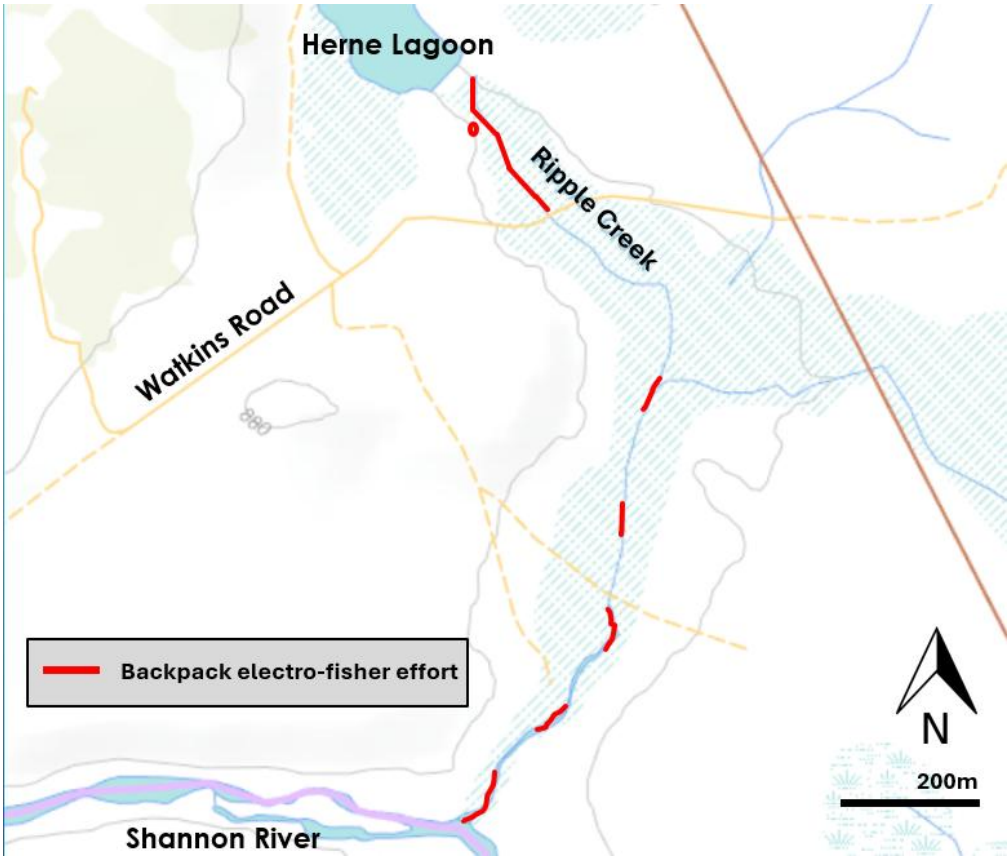 Herne Lagoon
Ripple Creek
Watkins Road
880
Backpack electro-fisher effort
N
200m
Shannon River